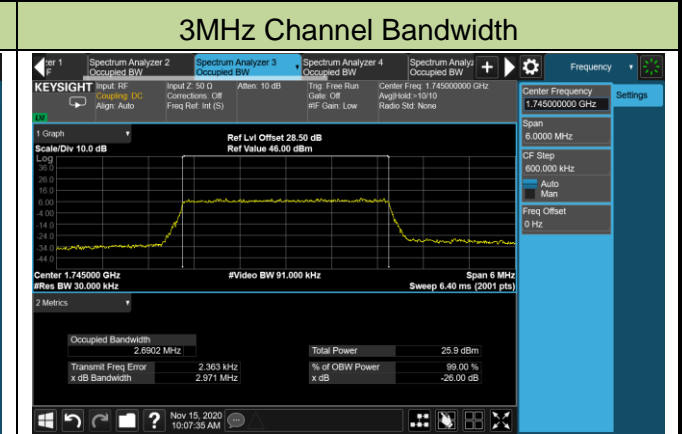 3MHz Channel Bandwidth
Spectrum Analyzer 2
Occupied BW
Spectrum Analyzer 3
Occupied BW
Spectrum Analyzer 4
Occupied BW
Occupied BW
Frequency
KEYSIGHT
Input: RF
Coupling: DC
Align: Auto
Input Z: 50 Ω
Corrections: Off
Freq Ref: Int (S)
Atten: 10 dB
Trig: Free Run
Gate: Off
#IF Gain: Low
Center Freq: 1.745000000 GHz
Avg|Hold:>10/10
Radio Std: None
Center Frequency
1.745000000 GHz
Settings
Span
6.0000 MHz
CF Step
600.000 kHz
Auto
Man
Freq Offset
0 Hz
1 Graph
Scale/Div 10.0 dB
Ref Lvl Offset 28.50 dB
Ref Value 46.00 dBm
Log
36.0
26.0
16.0
6.00
-4.00
-14.0
-24.0
-34.0
-44.0
Center 1.745000 GHz
#Video BW 91.000 kHz
Span 6 MHz
#Res BW 30.000 kHz
Sweep 6.40 ms (2001 pts)
2 Metrics
Occupied Bandwidth
2.6902 MHz
Total Power 25.9 dBm
Transmit Freq Error 2.363 kHz
% of OBW Power 99.00 %
x dB Bandwidth 2.971 MHz
x dB -26.00 dB
Nov 15, 2020
10:07:35 AM